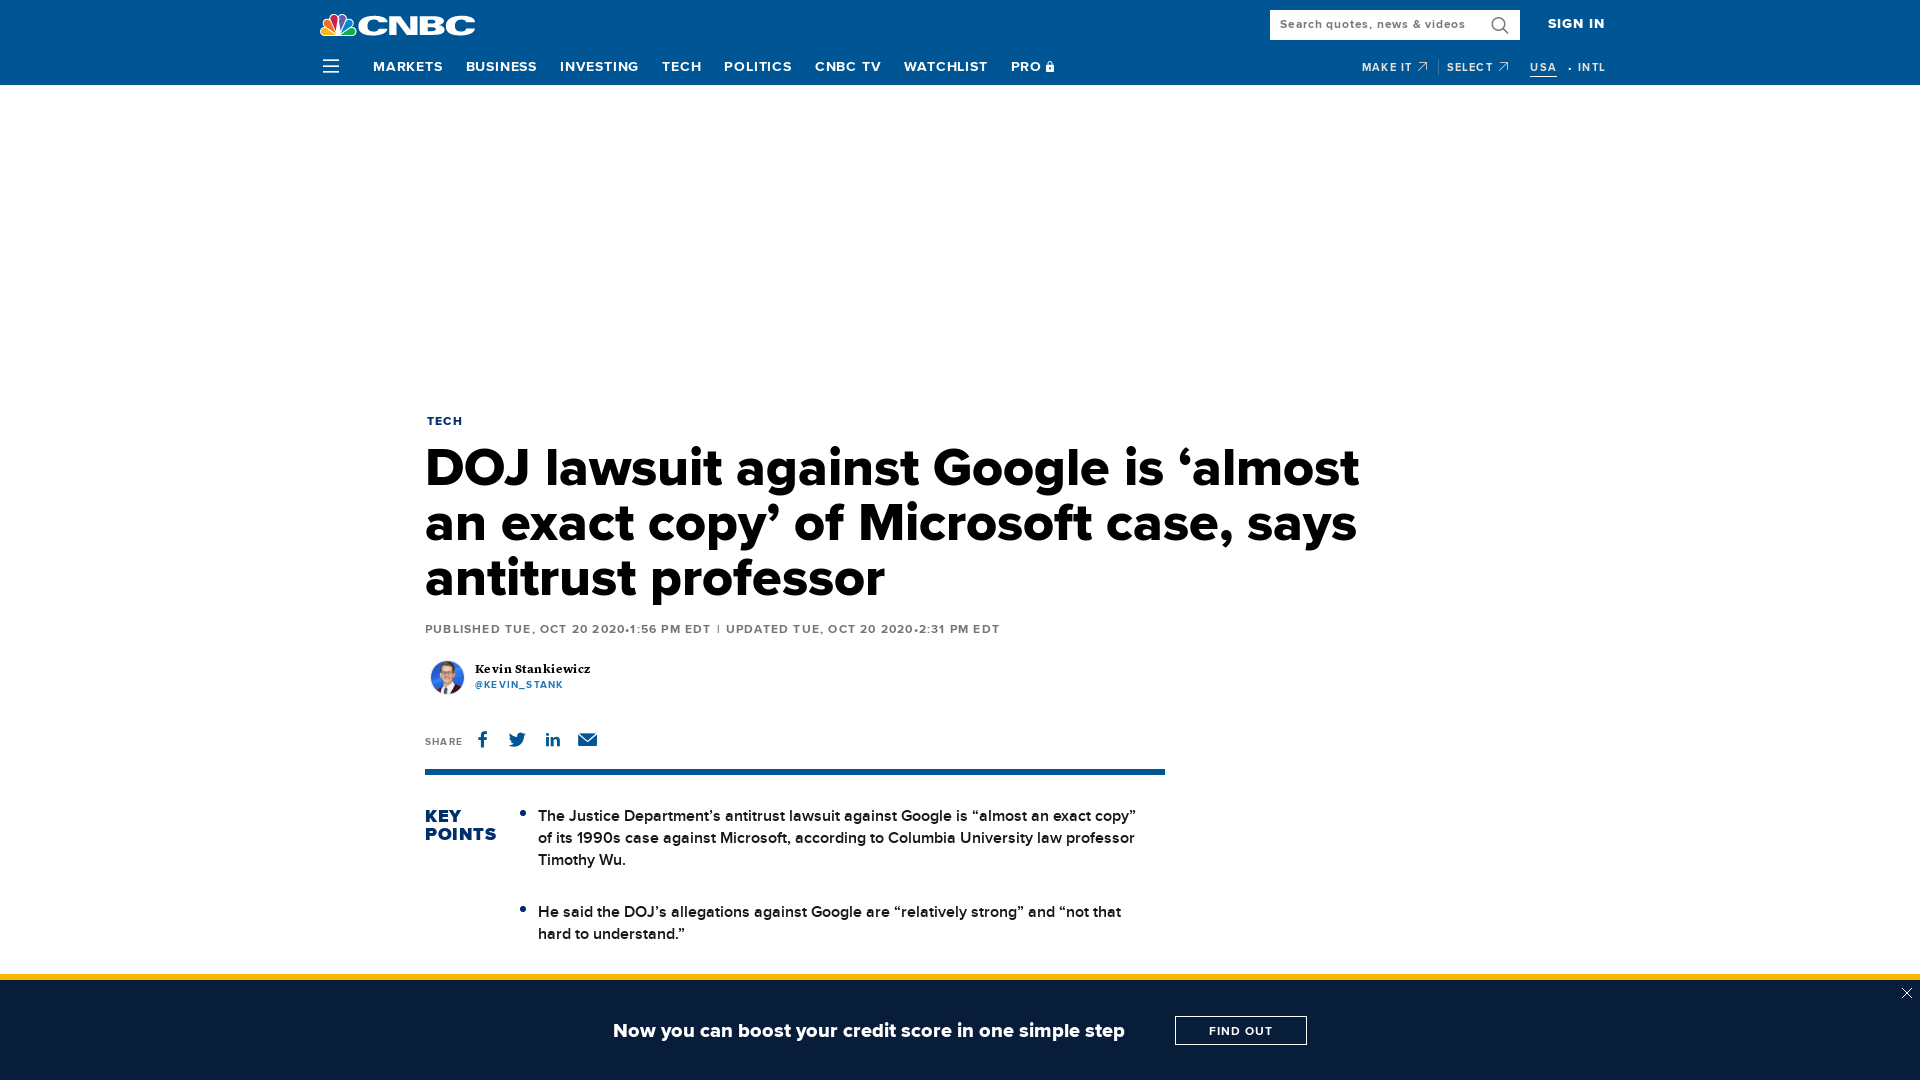 CNBC
Search quotes, news & videos
SIGN IN
MARKETS BUSINESS INVESTING TECH POLITICS CNBC TV WATCHLIST PRO
MAKE IT SELECT USA • INTL
TECH
DOJ lawsuit against Google is ‘almost
an exact copy’ of Microsoft case, says
antitrust professor
PUBLISHED TUE, OCT 20 2020•1:56 PM EDT | UPDATED TUE, OCT 20 2020•2:31 PM EDT
Kevin Stankiewicz
@KEVIN_STANK
SHARE
KEY
POINTS
• The Justice Department’s antitrust lawsuit against Google is “almost an exact copy”
of its 1990s case against Microsoft, according to Columbia University law professor
Timothy Wu.
• He said the DOJ’s allegations against Google are “relatively strong” and “not that
hard to understand.”
Now you can boost your credit score in one simple step
FIND OUT